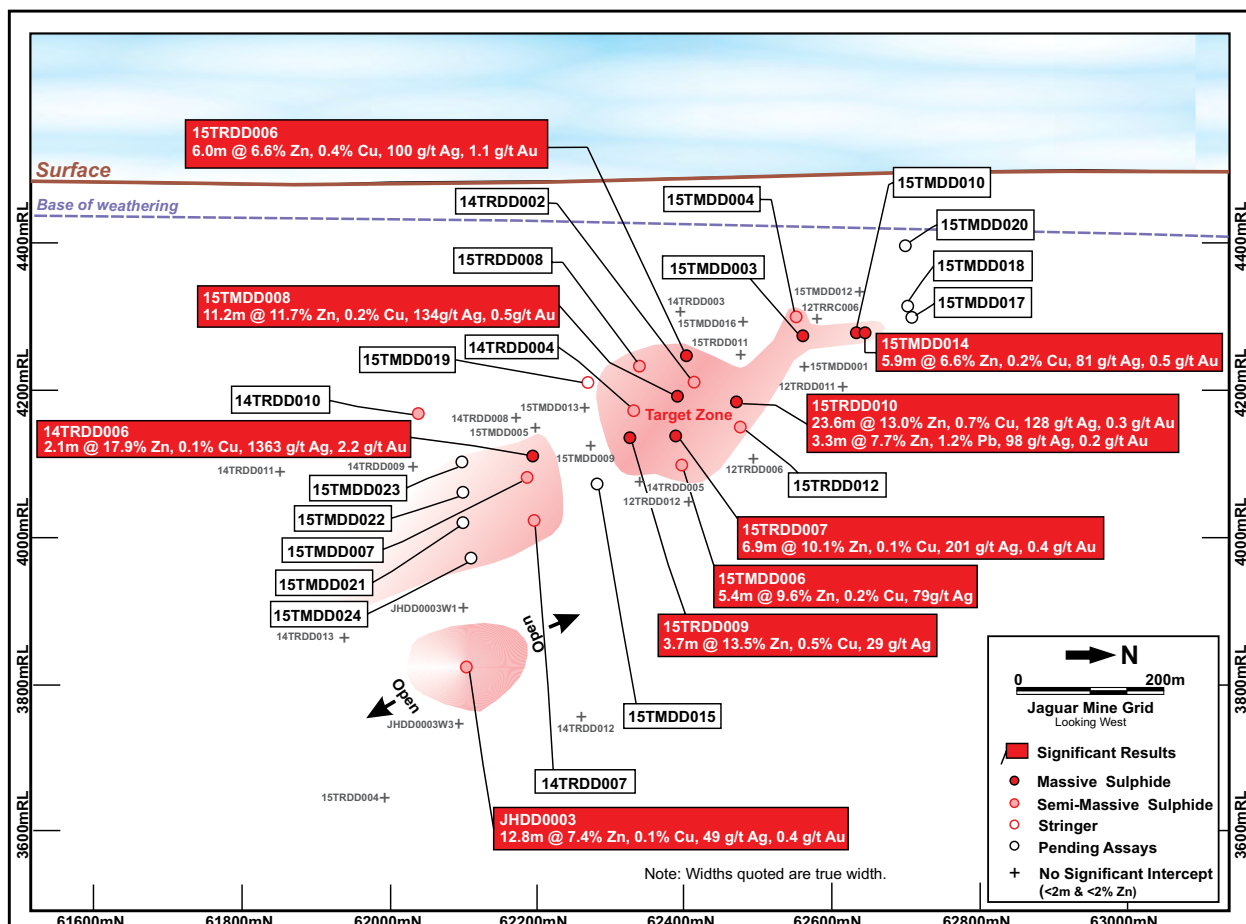 15TRDD006
6.0m @ 6.6% Zn, 0.4% Cu, 100 g/t Ag, 1.1 g/t Au
Surface
Base of weathering
14TRDD002
15TMDD004
15TMDD010
15TMDD020
15TRDD008
15TMDD003
15TMDD018
15TMDD017
15TMDD012
12TRRC006
14TRDD003
15TMDD016
15TRDD011
15TMDD008
11.2m @ 11.7% Zn, 0.2% Cu, 134g/t Ag, 0.5g/t Au
14TRDD004
15TMDD019
15TMDD014
5.9m @ 6.6% Zn, 0.2% Cu, 81 g/t Ag, 0.5 g/t Au
15TMDD001
12TRDD011
14TRDD010
15TMDD013
14TRDD008
15TMDD005
Target Zone
15TRDD010
23.6m @ 13.0% Zn, 0.7% Cu, 128 g/t Ag, 0.3 g/t Au
3.3m @ 7.7% Zn, 1.2% Pb, 98 g/t Ag, 0.2 g/t Au
14TRDD006
2.1m @ 17.9% Zn, 0.1% Cu, 1363 g/t Ag, 2.2 g/t Au
14TRDD011
14TRDD009
15TMDD009
12TRDD006
15TRDD012
14TRDD005
12TRDD012
15TMDD023
15TMDD022
15TMDD007
15TMDD021
15TMDD024
15TRDD007
6.9m @ 10.1% Zn, 0.1% Cu, 201 g/t Ag, 0.4 g/t Au
15TMDD006
5.4m @ 9.6% Zn, 0.2% Cu, 79g/t Ag
15TRDD009
3.7m @ 13.5% Zn, 0.5% Cu, 29 g/t Ag
JHDD0003W1
14TRDD013
Open
Open
JHDD0003W3
14TRDD012
15TMDD015
14TRDD007
15TRDD004
JHDD0003
12.8m @ 7.4% Zn, 0.1% Cu, 49 g/t Ag, 0.4 g/t Au
Note: Widths quoted are true width.
N
0 200m
Jaguar Mine Grid
Looking West
Significant Results
Massive Sulphide
Semi-Massive Sulphide
Stringer
Pending Assays
No Significant Intercept
(<2m & <2% Zn)
4400mRL
4200mRL
4000mRL
3800mRL
3600mRL
4400mRL
4200mRL
4000mRL
3800mRL
3600mRL
61600mN 61800mN 62000mN 62200mN 62400mN 62600mN 62800mN 63000mN